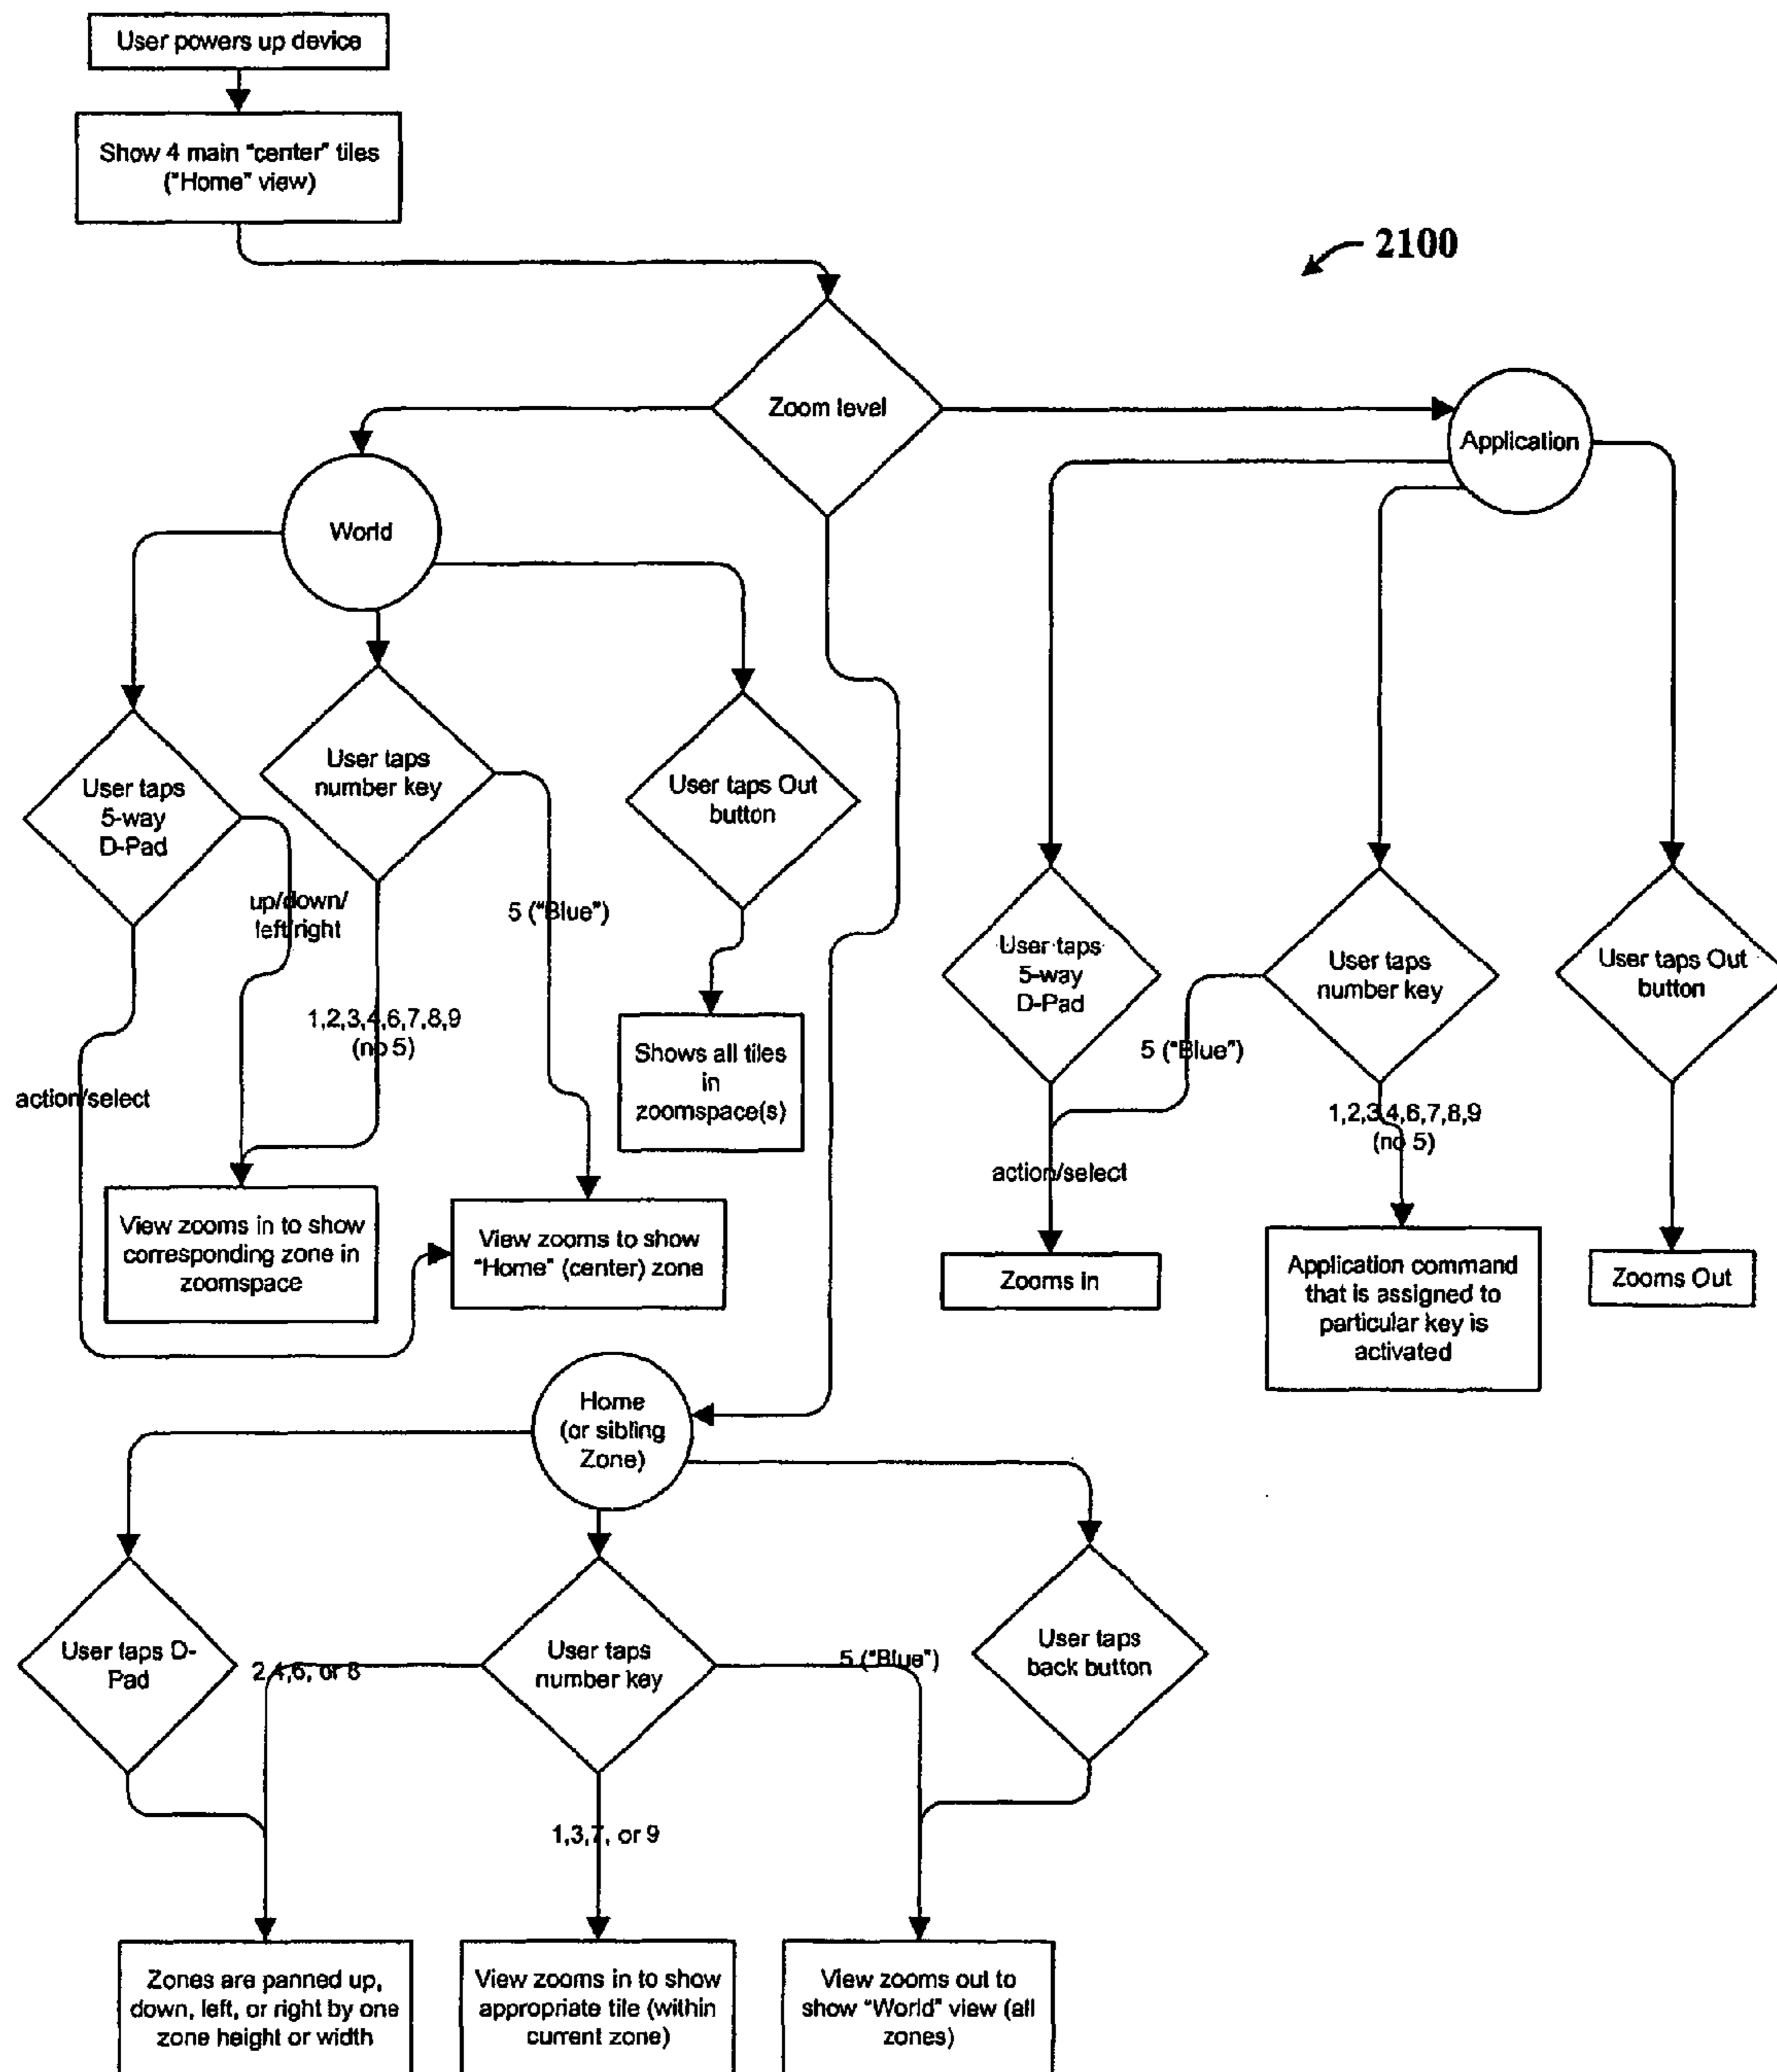 User powers up device
Show 4 main "center" tiles
("Home" view)
2100
Zoom level
Application
World
User taps
5-way
D-Pad
User taps
number key
User taps Out
button
up/down/
left/right
5 ("Blue")
1,2,3,4,6,7,8,9
(no 5)
action/select
Shows all tiles
in
zoomspace(s)
View zooms in to show
corresponding zone in
zoomspace
View zooms to show
"Home" (center) zone
User taps
5-way
D-Pad
User taps
number key
User taps Out
button
5 ("Blue")
1,2,3,4,6,7,8,9
(no 5)
action/select
Zooms in
Application command
that is assigned to
particular key is
activated
Zooms Out
Home
(or sibling
Zone)
User taps D-
Pad
2,4,6, or 8
User taps
number key
5 ("Blue")
User taps
back button
1,3,7, or 9
Zones are panned up,
down, left, or right by one
zone height or width
View zooms in to show
appropriate tile (within
current zone)
View zooms out to
show "World" view (all
zones)